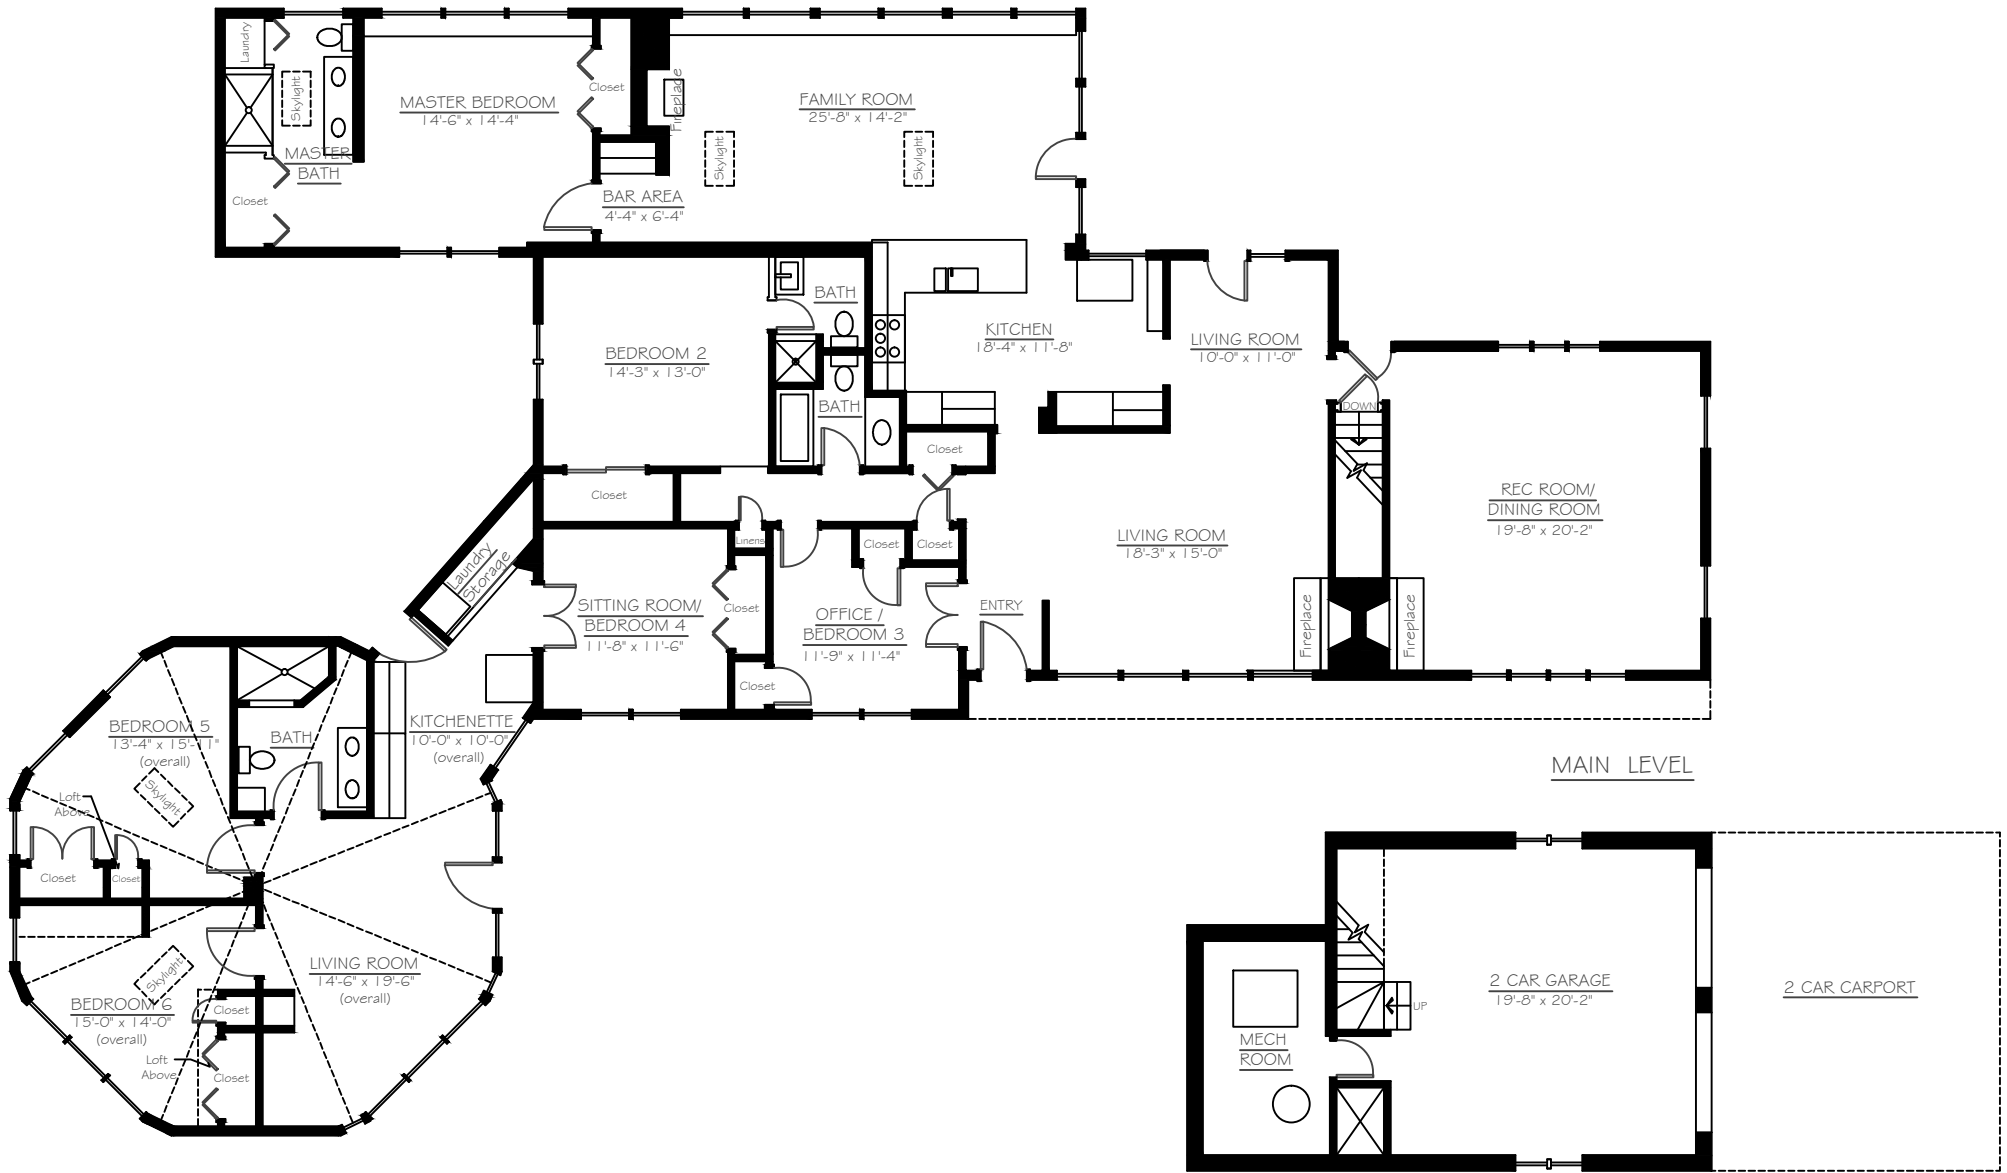 Laundry
Skylight
MASTER BEDROOM
14'-6" x 14'-4"
Closet
Fireplace
FAMILY ROOM
25'-8" x 14'-2"
Skylight
Skylight
MASTER
BATH
Closet
BAR AREA
4'-4" x 6'-4"
BEDROOM 2
14'-3" x 13'-0"
BATH
BATH
KITCHEN
18'-4" x 11'-8"
LIVING ROOM
10'-0" x 11'-0"
DOWN
Closet
Closet
REC ROOM/
DINING ROOM
19'-8" x 20'-2"
LIVING ROOM
18'-3" x 15'-0"
Linens
Closet
Closet
Laundry
Storage
SITTING ROOM/
BEDROOM 4
11'-8" x 11'-6"
Closet
OFFICE /
BEDROOM 3
11'-9" x 11'-4"
ENTRY
Fireplace
Fireplace
Closet
BEDROOM 5
13'-4" x 15'-11"
(overall)
BATH
KITCHENETTE
10'-0" x 10'-0"
(overall)
Skylight
Loft
Above
Closet
Closet
MAIN LEVEL
Skylight
LIVING ROOM
14'-6" x 19'-6"
(overall)
BEDROOM 6
15'-0" x 14'-0"
(overall)
Closet
Loft
Above
Closet
2 CAR GARAGE
19'-8" x 20'-2"
UP
2 CAR CARPORT
MECH
ROOM